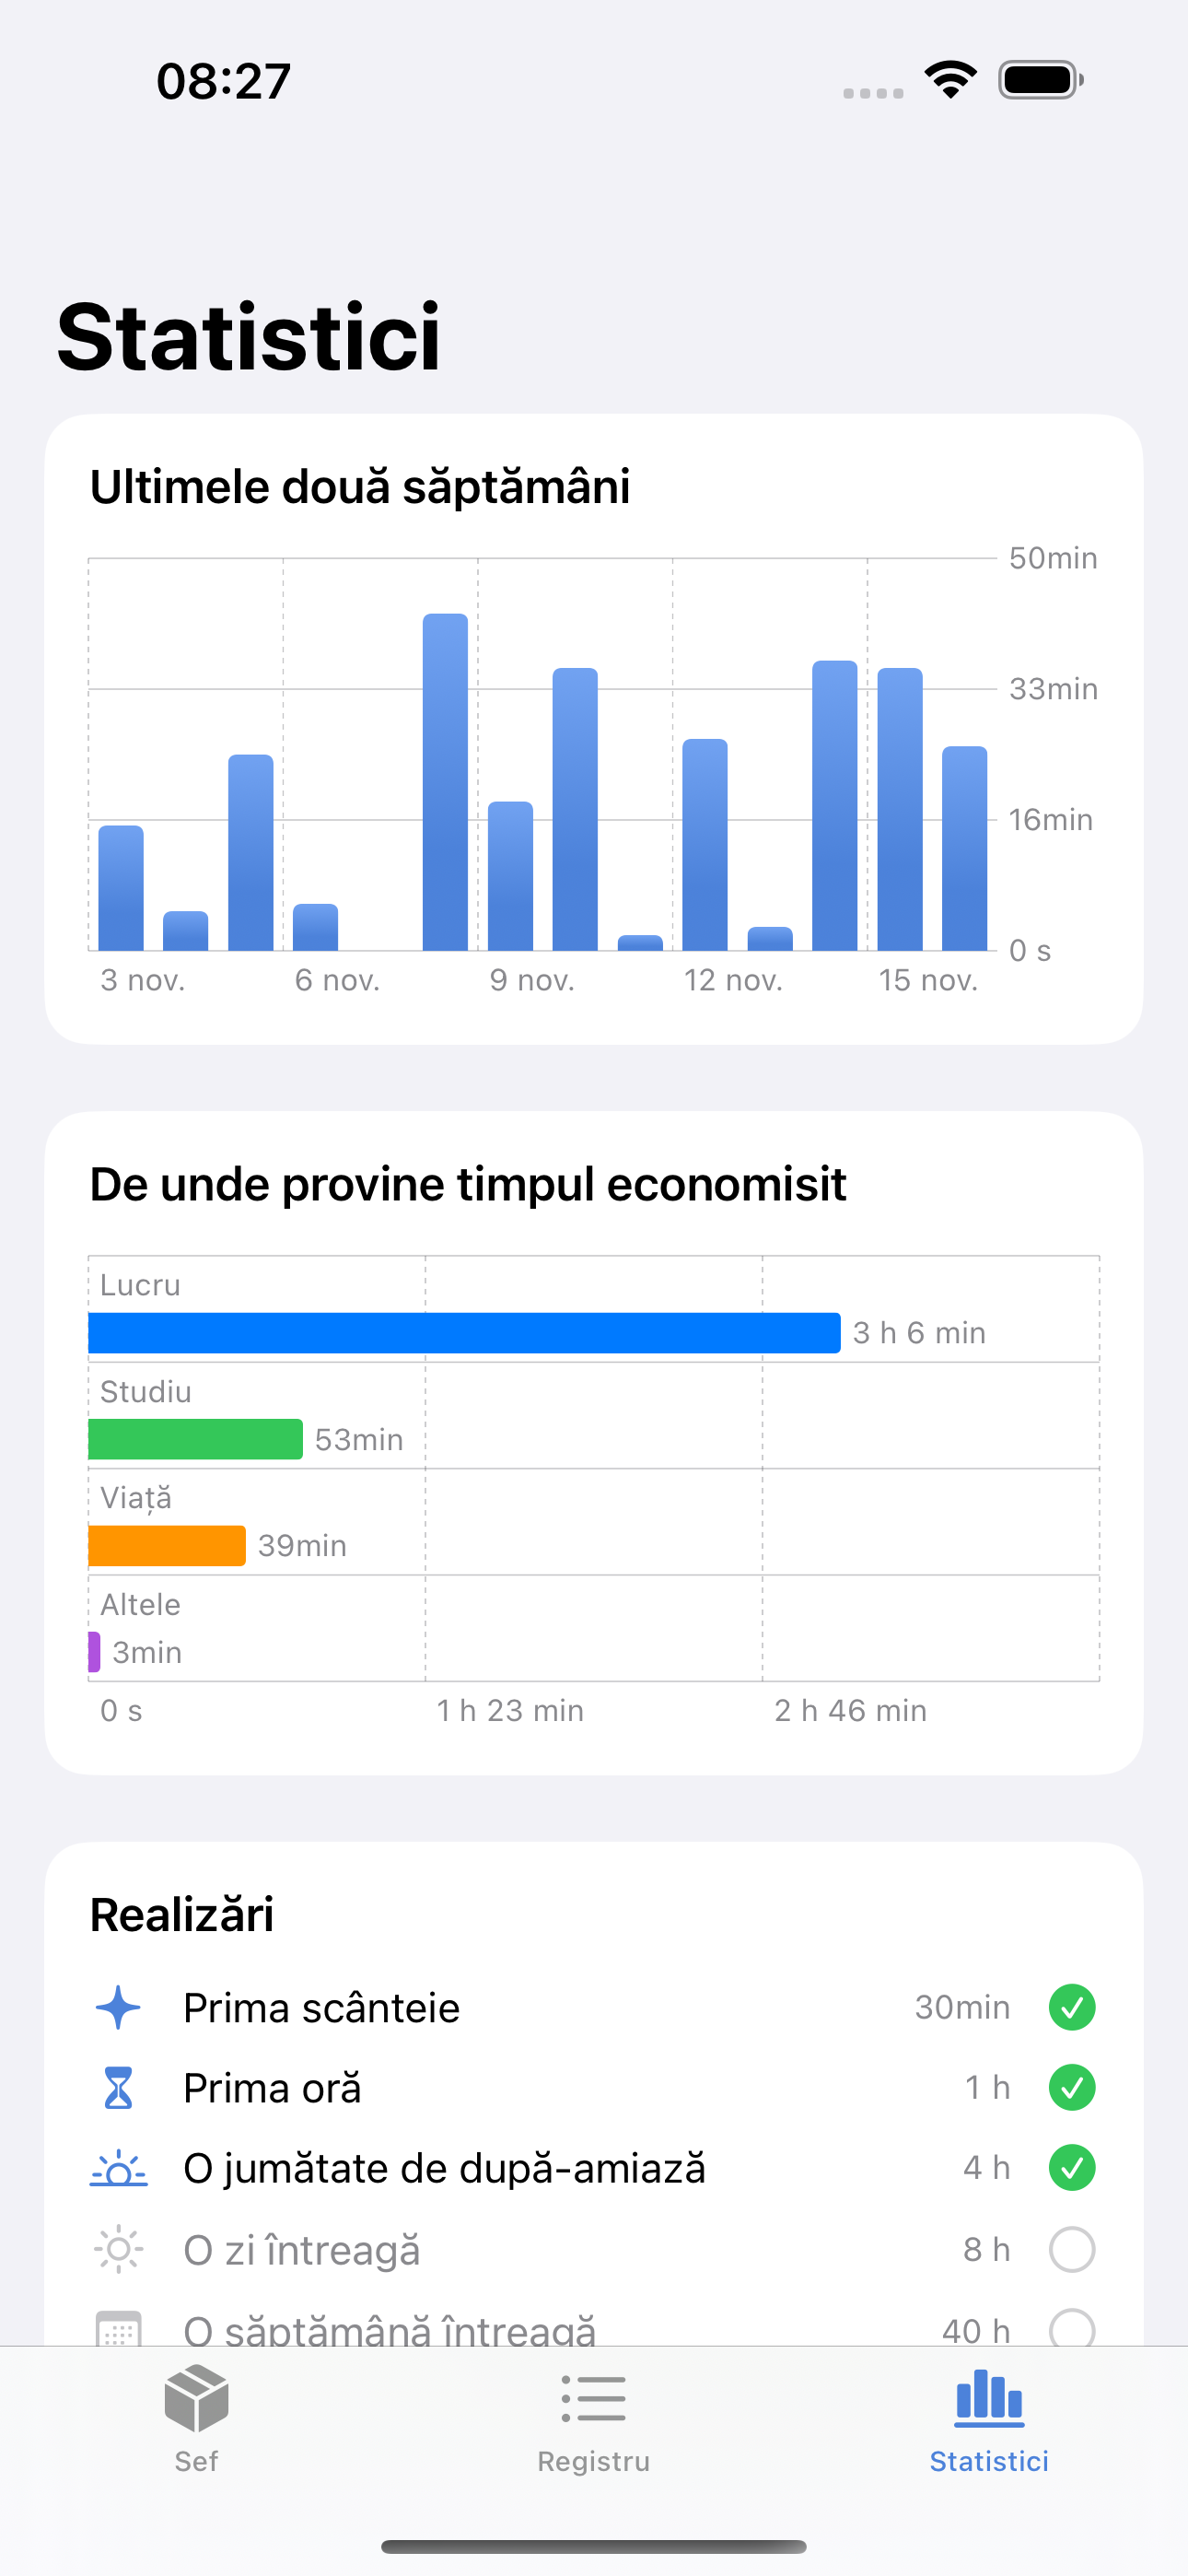 08:27
Statistici
Ultimele două săptămâni
50min
33min
16min
0 s
3 nov. 6 nov. 9 nov. 12 nov. 15 nov.
De unde provine timpul economisit
Lucru
3 h 6 min
Studiu
53min
Viață
39min
Altele
3min
0 s 1 h 23 min 2 h 46 min
Realizări
Prima scânteie 30min
Prima oră 1 h
O jumătate de după-amiază 4 h
O zi întreagă 8 h
O săptămână întreagă 40 h
Sef Registru Statistici